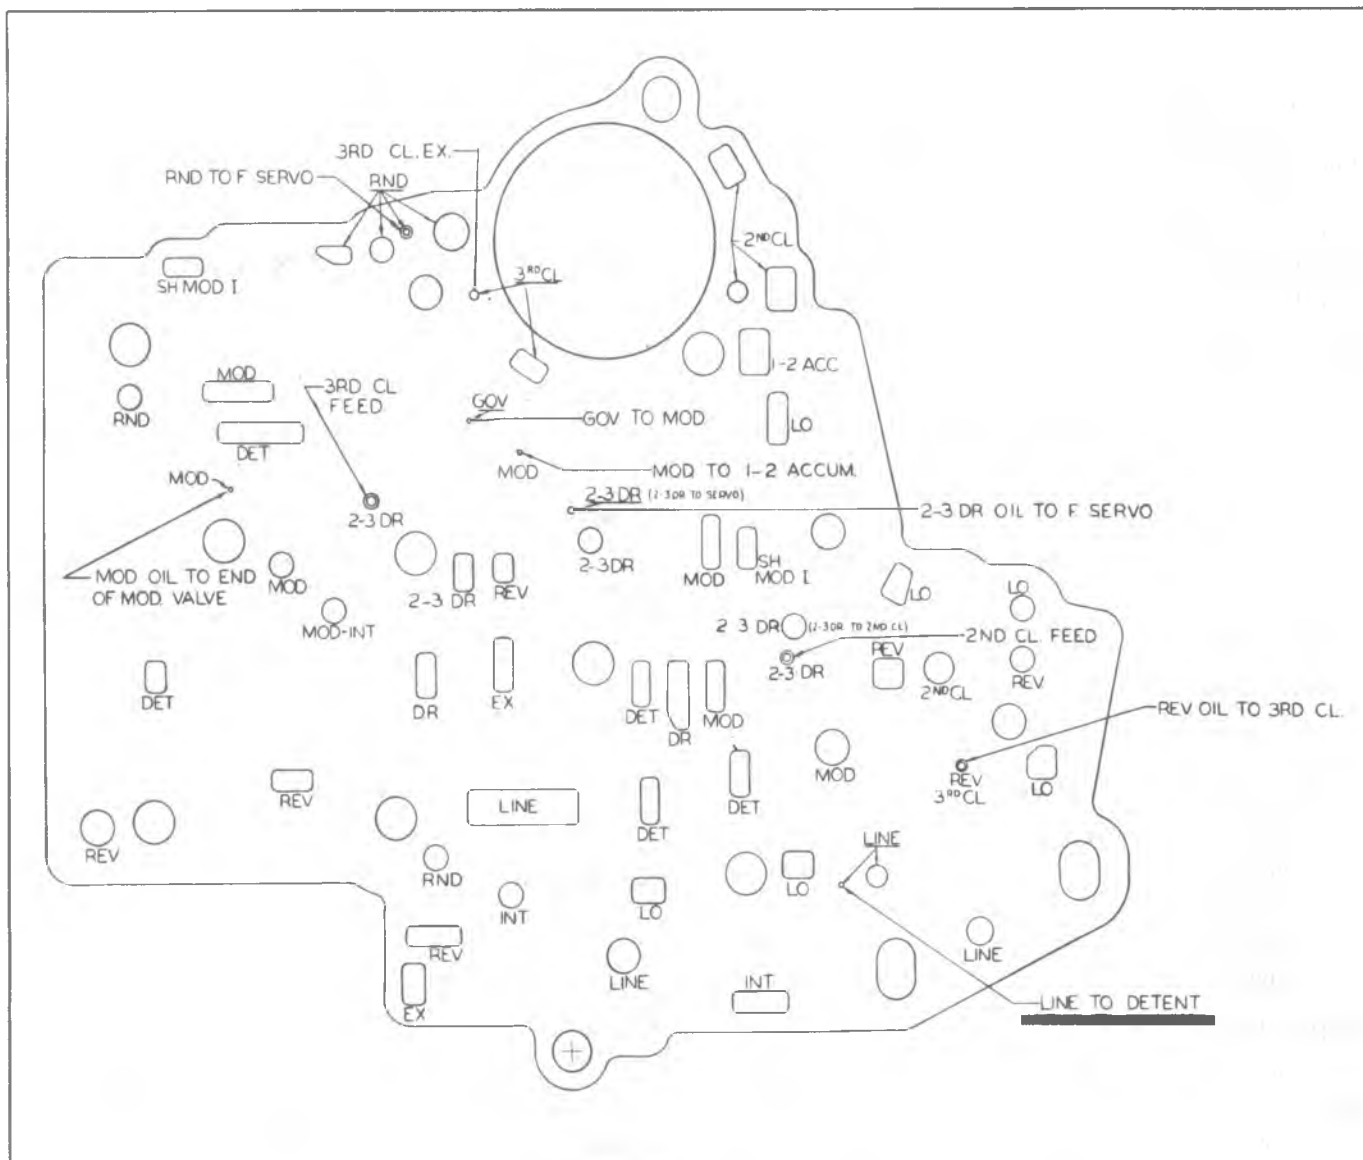 3RD CL. EX.
RND TO F SERVO
RND
2ND CL
SH MOD I
3RD CL
1-2 ACC
MOD
3RD CL
FEED
RND
GOV
GOV TO MOD.
LO
DET
MOD
MOD TO 1-2 ACCUM.
MOD
2-3 DR (2-3 DR TO SERVO)
2-3 DR OIL TO F SERVO
2-3 DR
2-3 DR
MOD
SH
MOD I
MOD OIL TO END
OF MOD. VALVE
MOD
2-3 DR
REV
LO
LO
MOD-INT
2 3 DR (2-3 DR TO 2ND CL)
2ND CL. FEED
REV
2-3 DR
DET
DR
EX
DET
DR
MOD
2ND CL
REV
REV OIL TO 3RD CL.
MOD
REV
3RD CL
LO
REV
LINE
DET
DET
REV
LINE
RND
INT
LO
LO
REV
LINE
LINE
EX
INT
LINE TO DETENT